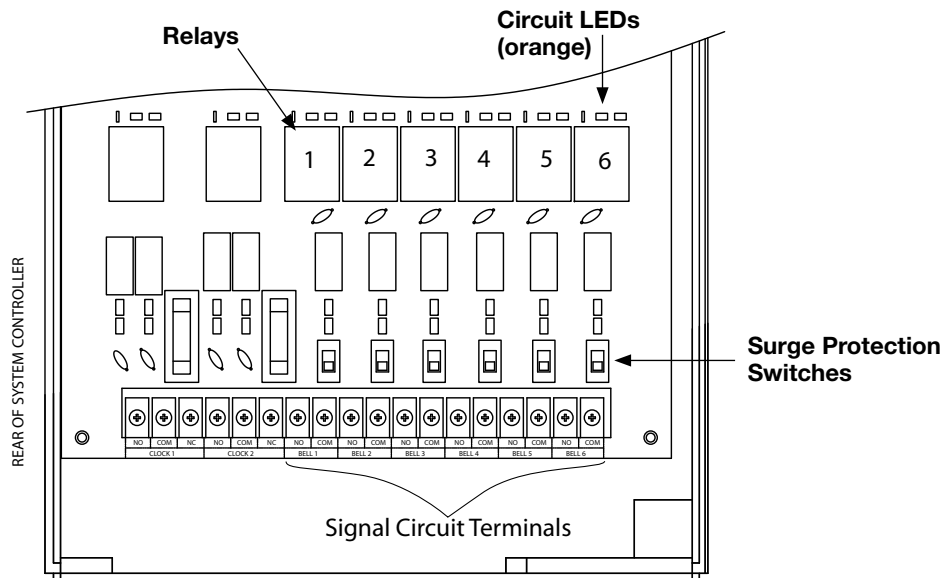 Circuit LEDs
(orange)
Relays
1 2 3 4 5 6
REAR OF SYSTEM CONTROLLER
Surge Protection
Switches
NO COM NC NO COM NC NO COM NO COM NO COM NO COM NO COM NO COM
CLOCK 1 CLOCK 2 BELL 1 BELL 2 BELL 3 BELL 4 BELL 5 BELL 6
Signal Circuit Terminals